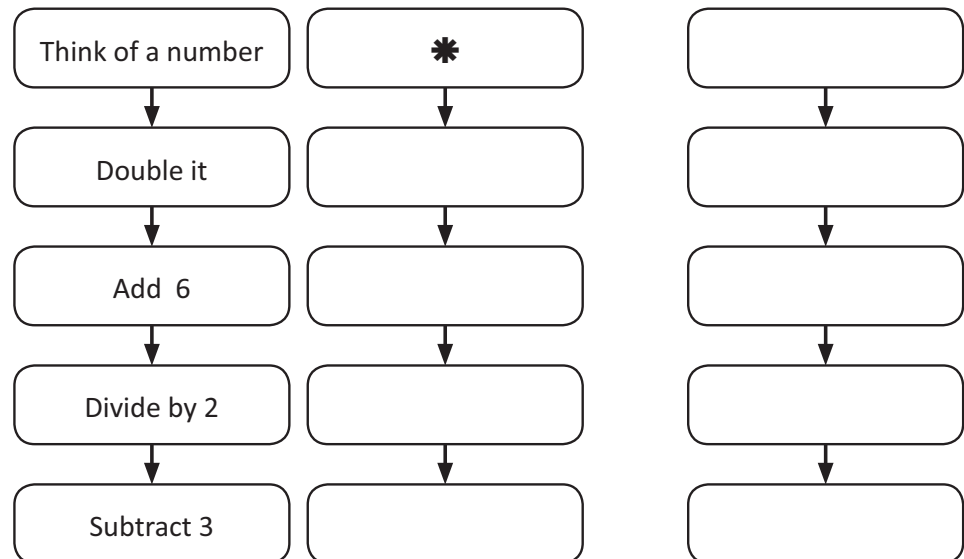 Think of a number
✱
Double it
Add 6
Divide by 2
Subtract 3